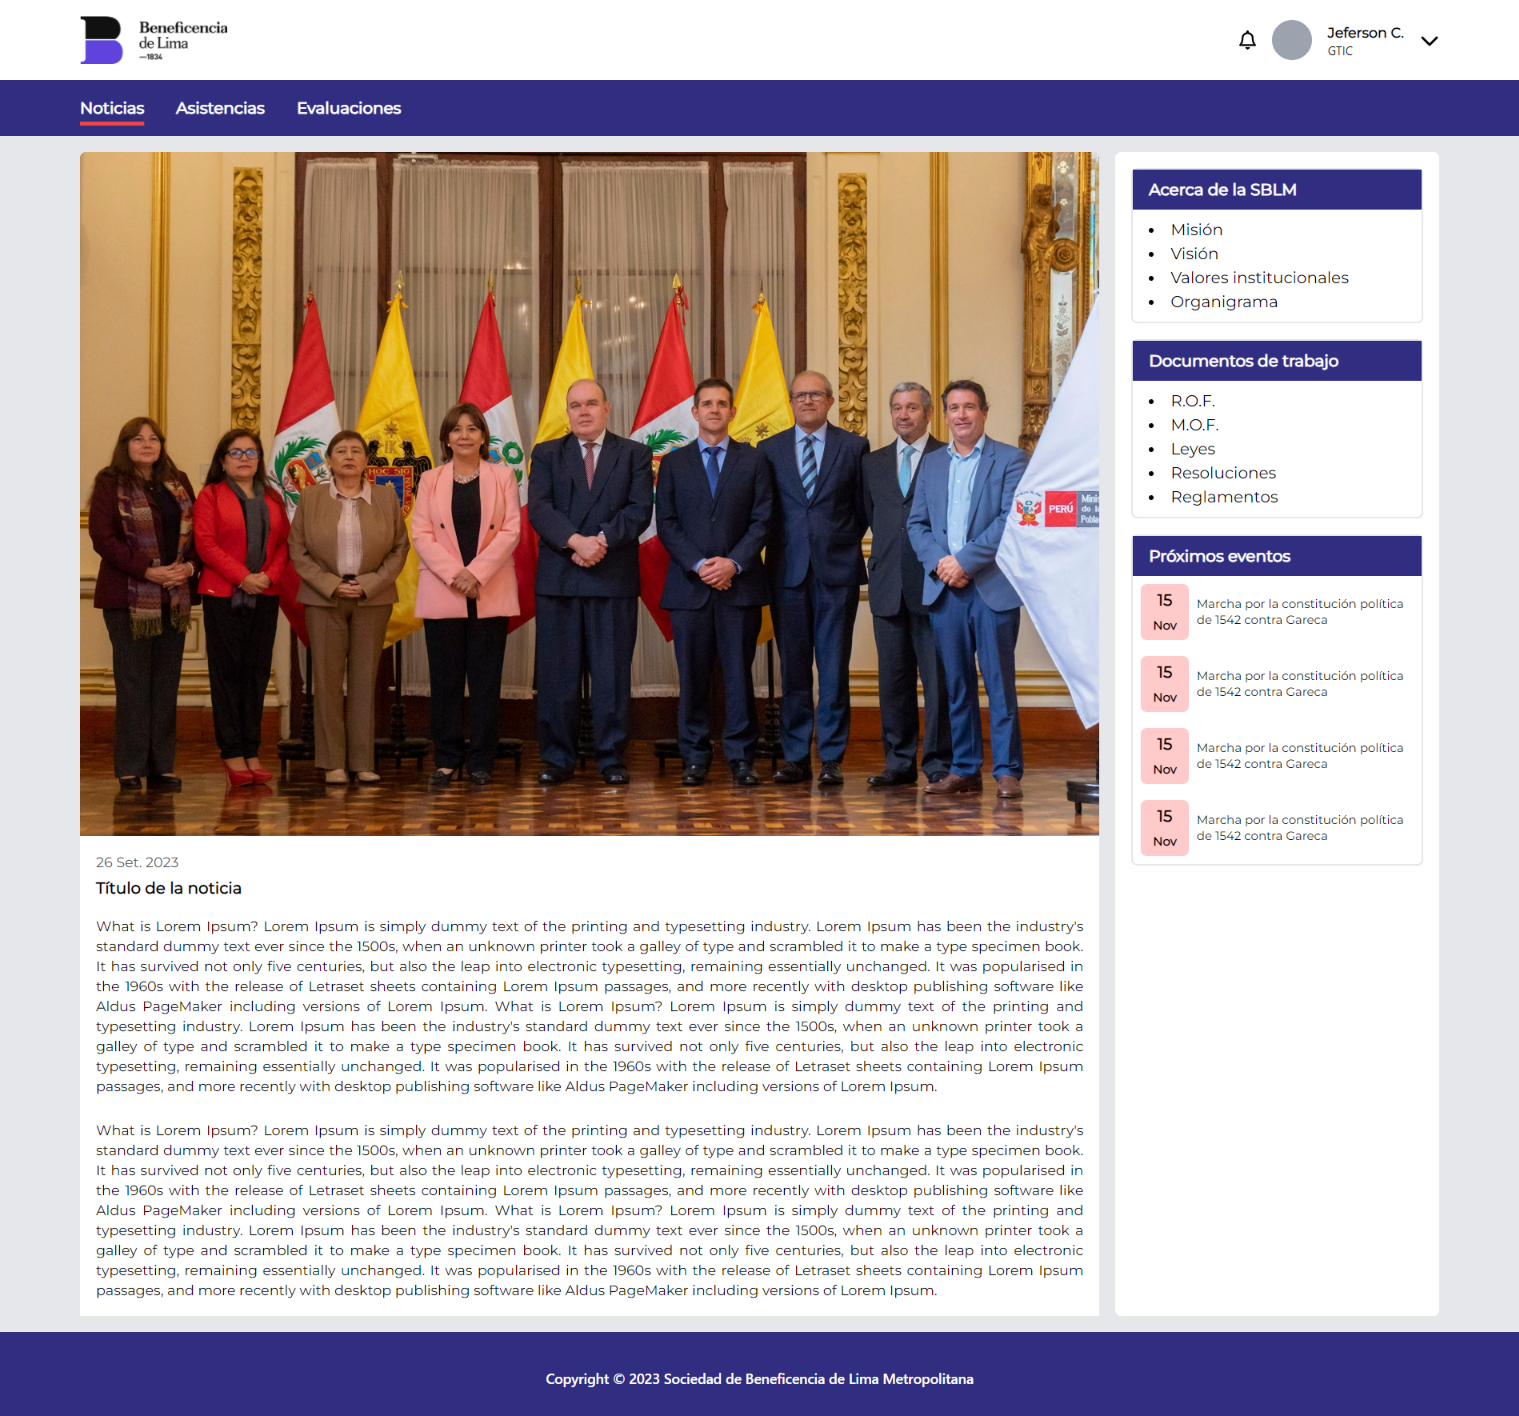 Beneficencia
de Lima
—1834
Jeferson C.
GTIC
Noticias
Asistencias
Evaluaciones
HOC SIG
PERÚ
de la
26 Set. 2023
Título de la noticia
What is Lorem Ipsum? Lorem Ipsum is simply dummy text of the printing and typesetting industry. Lorem Ipsum has been the industry's
standard dummy text ever since the 1500s, when an unknown printer took a galley of type and scrambled it to make a type specimen book.
It has survived not only five centuries, but also the leap into electronic typesetting, remaining essentially unchanged. It was popularised in
the 1960s with the release of Letraset sheets containing Lorem Ipsum passages, and more recently with desktop publishing software like
Aldus PageMaker including versions of Lorem Ipsum. What is Lorem Ipsum? Lorem Ipsum is simply dummy text of the printing and
typesetting industry. Lorem Ipsum has been the industry's standard dummy text ever since the 1500s, when an unknown printer took a
galley of type and scrambled it to make a type specimen book. It has survived not only five centuries, but also the leap into electronic
typesetting, remaining essentially unchanged. It was popularised in the 1960s with the release of Letraset sheets containing Lorem Ipsum
passages, and more recently with desktop publishing software like Aldus PageMaker including versions of Lorem Ipsum.
What is Lorem Ipsum? Lorem Ipsum is simply dummy text of the printing and typesetting industry. Lorem Ipsum has been the industry's
standard dummy text ever since the 1500s, when an unknown printer took a galley of type and scrambled it to make a type specimen book.
It has survived not only five centuries, but also the leap into electronic typesetting, remaining essentially unchanged. It was popularised in
the 1960s with the release of Letraset sheets containing Lorem Ipsum passages, and more recently with desktop publishing software like
Aldus PageMaker including versions of Lorem Ipsum. What is Lorem Ipsum? Lorem Ipsum is simply dummy text of the printing and
typesetting industry. Lorem Ipsum has been the industry's standard dummy text ever since the 1500s, when an unknown printer took a
galley of type and scrambled it to make a type specimen book. It has survived not only five centuries, but also the leap into electronic
typesetting, remaining essentially unchanged. It was popularised in the 1960s with the release of Letraset sheets containing Lorem Ipsum
passages, and more recently with desktop publishing software like Aldus PageMaker including versions of Lorem Ipsum.
Acerca de la SBLM
• Misión
• Visión
• Valores institucionales
• Organigrama
Documentos de trabajo
• R.O.F.
• M.O.F.
• Leyes
• Resoluciones
• Reglamentos
Próximos eventos
15
Nov
Marcha por la constitución política
de 1542 contra Gareca
15
Nov
Marcha por la constitución política
de 1542 contra Gareca
15
Nov
Marcha por la constitución política
de 1542 contra Gareca
15
Nov
Marcha por la constitución política
de 1542 contra Gareca
Copyright © 2023 Sociedad de Beneficencia de Lima Metropolitana